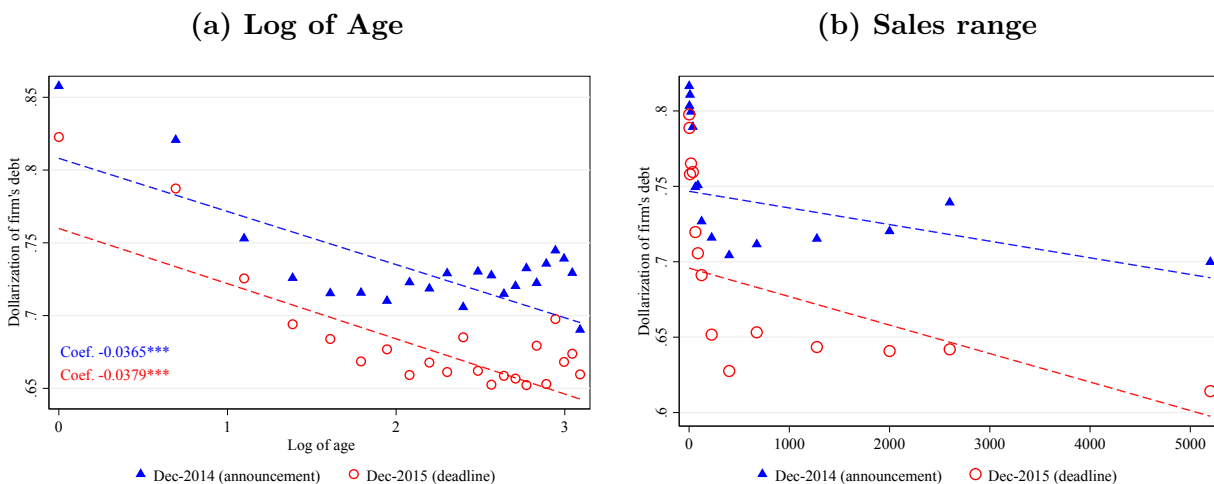 (a) Log of Age
Dollarization of firm's debt
.85
.8
.75
.7
.65
Coef. -0.0365***
Coef. -0.0379***
0 1 2 3
Log of age
Dec-2014 (announcement) Dec-2015 (deadline)
(b) Sales range
Dollarization of firm's debt
.8
.75
.7
.65
.6
0 1000 2000 3000 4000 5000
Dec-2014 (announcement) Dec-2015 (deadline)